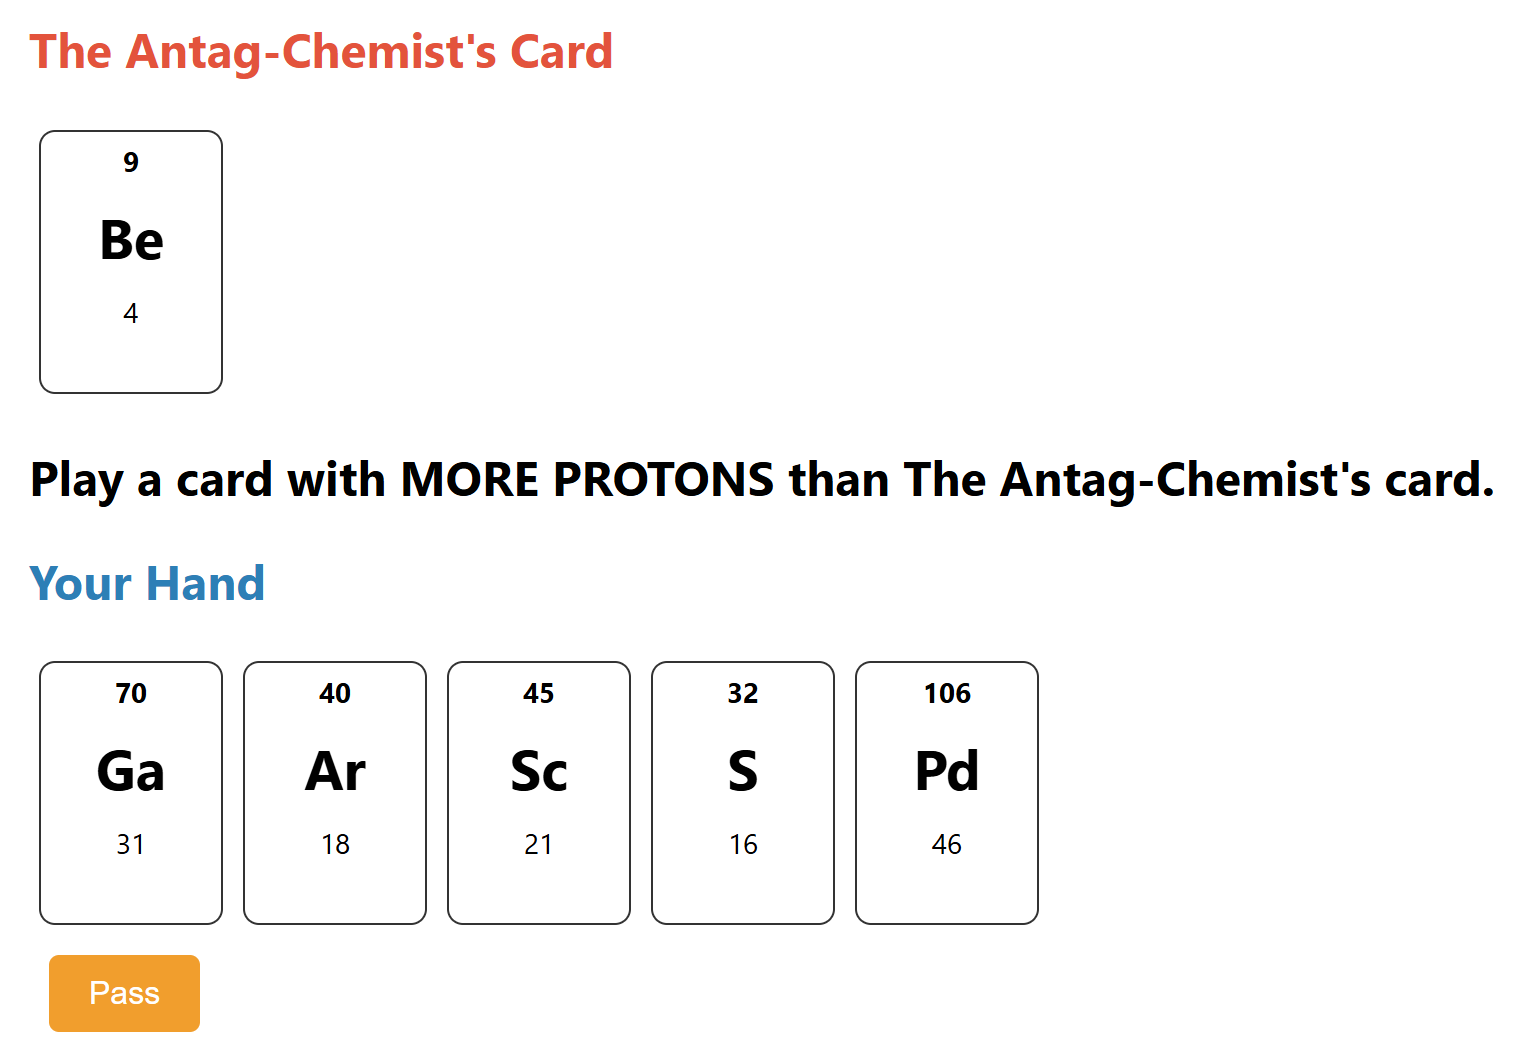 The Antag-Chemist's Card
9
Be
4
Play a card with MORE PROTONS than The Antag-Chemist's card.
Your Hand
70
Ga
31
40
Ar
18
45
Sc
21
32
S
16
106
Pd
46
Pass